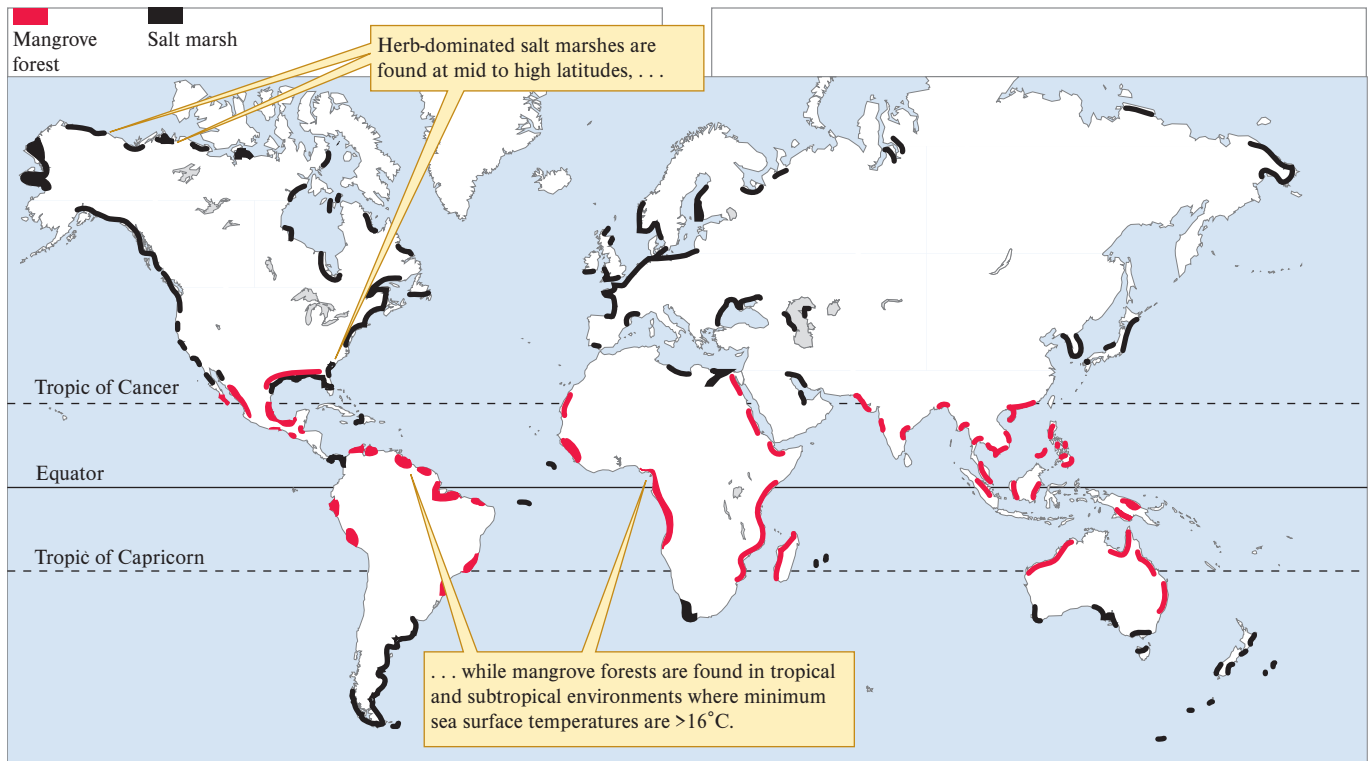 Mangrove
forest
Salt marsh
Herb-dominated salt marshes are
found at mid to high latitudes, . . .
Tropic of Cancer
Equator
Tropic of Capricorn
. . . while mangrove forests are found in tropical
and subtropical environments where minimum
sea surface temperatures are >16˚C.